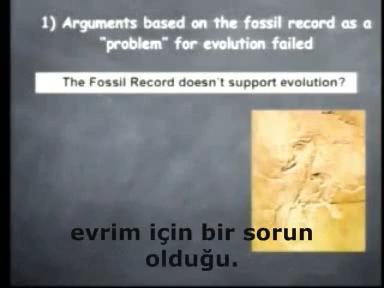 1) Arguments based on the fossil record as a
"problem" for evolution failed
The Fossil Record doesn't support evolution?
evrim için bir sorun
olduğu.